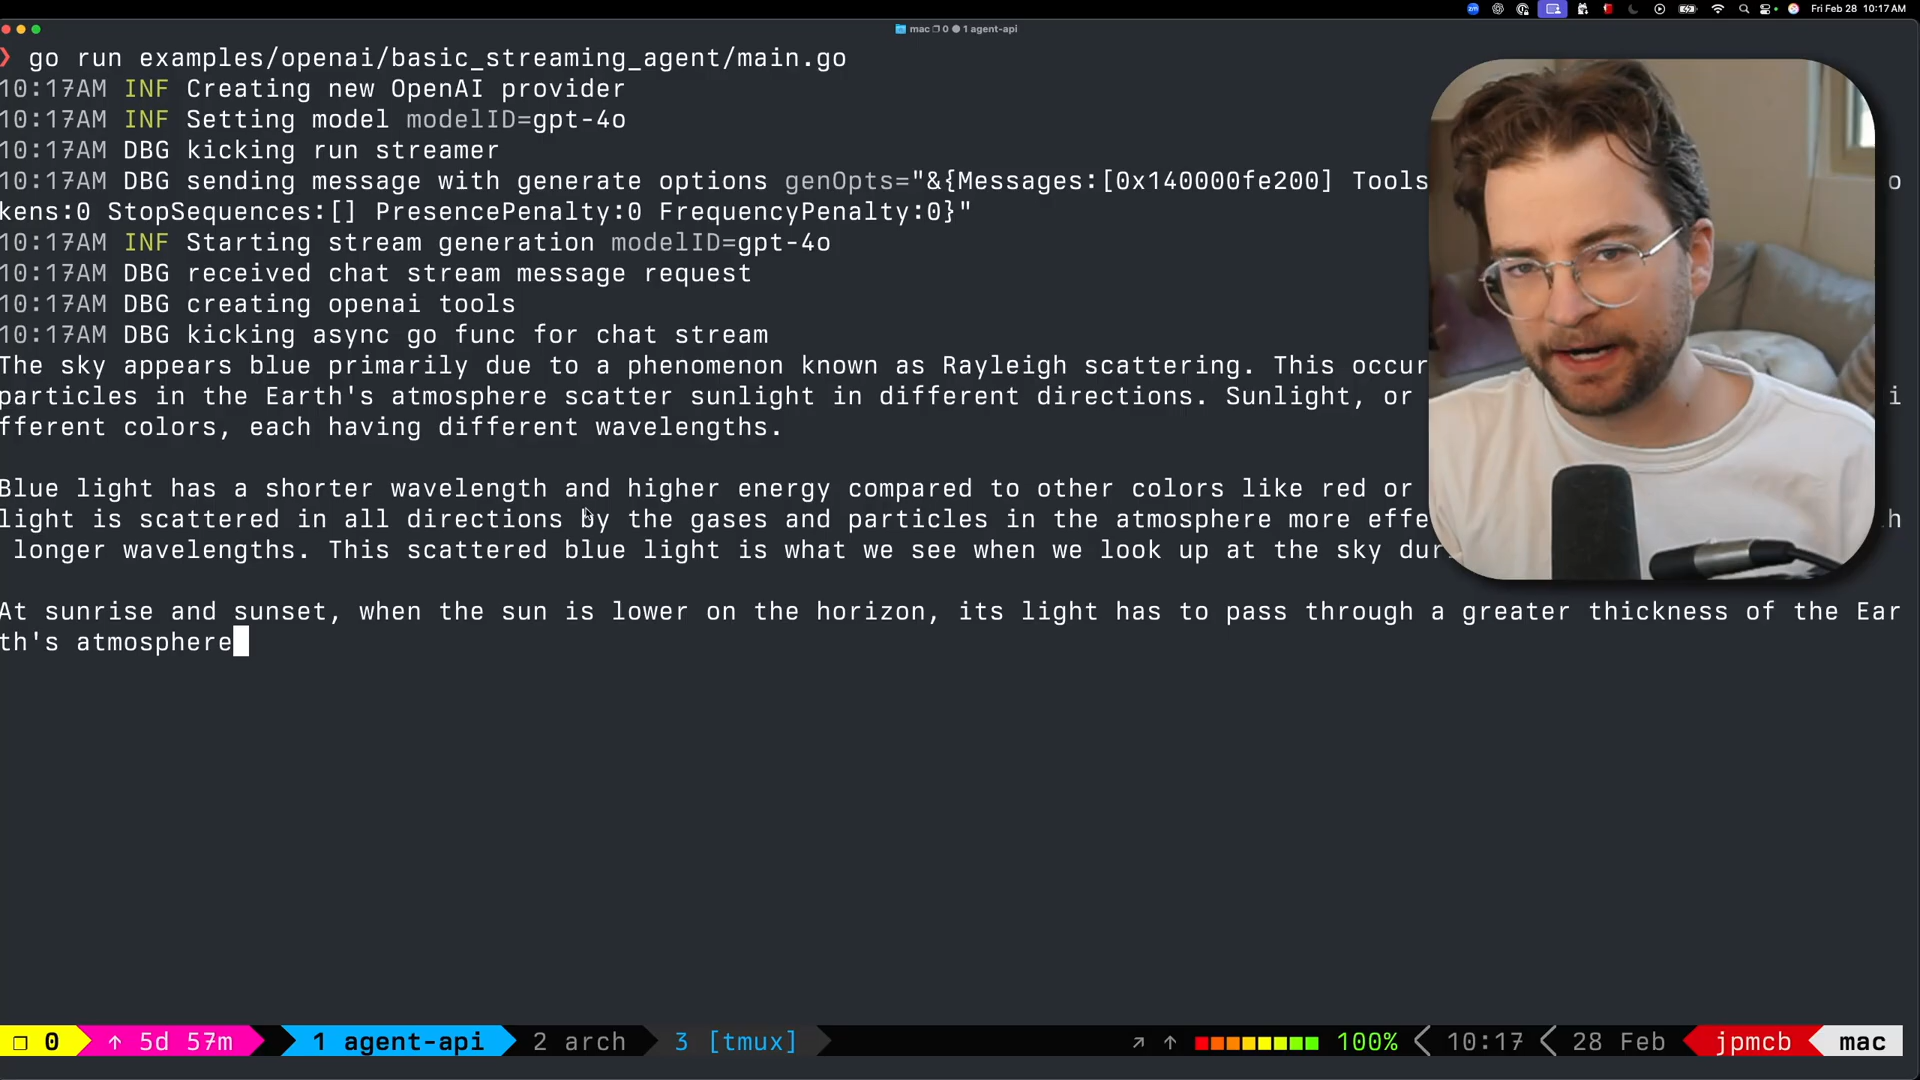 Fri Feb 28 10:17 AM
mac 0 1 agent-api
❯ go run examples/openai/basic_streaming_agent/main.go
10:17AM INF Creating new OpenAI provider
10:17AM INF Setting model modelID=gpt-4o
10:17AM DBG kicking run streamer
10:17AM DBG sending message with generate options genOpts="&{Messages:[0x140000fe200] Tools o
kens:0 StopSequences:[] PresencePenalty:0 FrequencyPenalty:0}"
10:17AM INF Starting stream generation modelID=gpt-4o
10:17AM DBG received chat stream message request
10:17AM DBG creating openai tools
10:17AM DBG kicking async go func for chat stream
The sky appears blue primarily due to a phenomenon known as Rayleigh scattering. This occur
particles in the Earth's atmosphere scatter sunlight in different directions. Sunlight, or i
fferent colors, each having different wavelengths.
Blue light has a shorter wavelength and higher energy compared to other colors like red or
light is scattered in all directions by the gases and particles in the atmosphere more effe h
longer wavelengths. This scattered blue light is what we see when we look up at the sky dur
At sunrise and sunset, when the sun is lower on the horizon, its light has to pass through a greater thickness of the Ear
th's atmosphere
0 ↑ 5d 57m 1 agent-api 2 arch 3 [tmux] ↗ ↑ 100% 10:17 28 Feb jpmcb mac